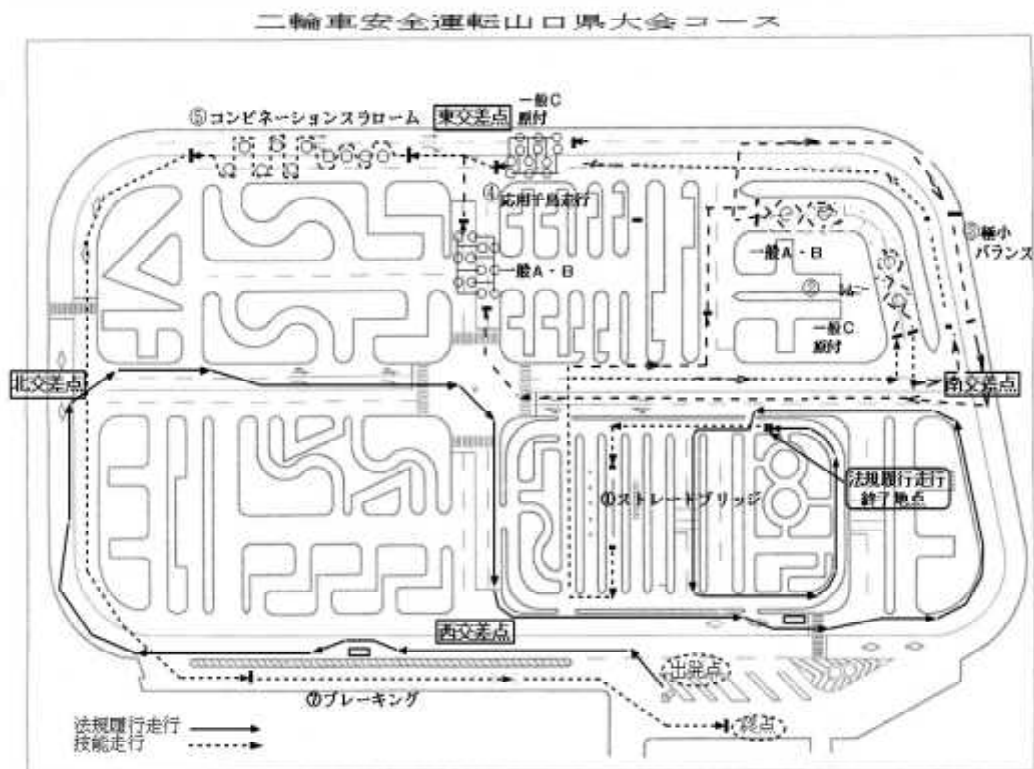 二輪車安全運転山口県大会コース
⑤コンビネーションスラローム
東交差点
一般C
原付
④
応用千鳥走行
一般A・B
③極小
バランス
一般A・B
②
一般C
原付
北交差点
南交差点
法規履行走行
終了地点
①ストレートブリッジ
西交差点
出発点
⑦ブレーキング
終点
法規履行走行
技能走行